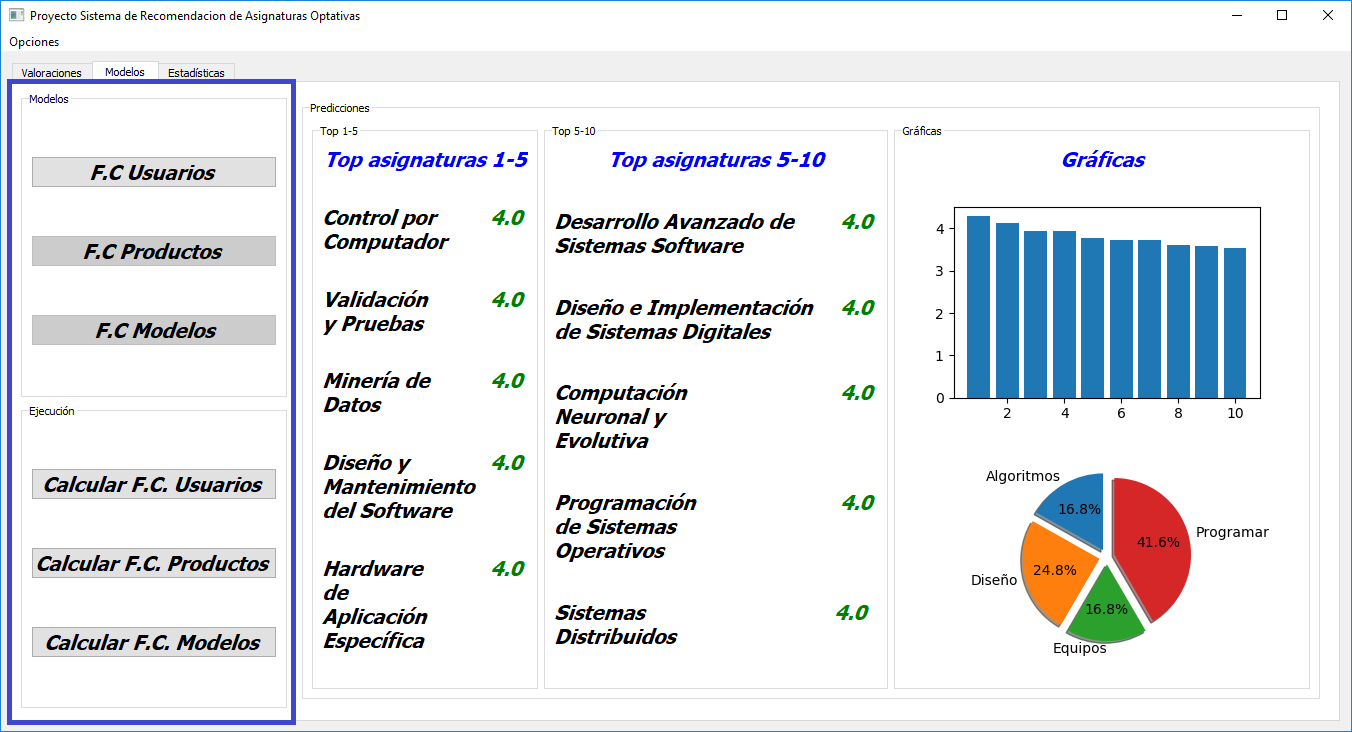 Proyecto Sistema de Recomendacion de Asignaturas Optativas
Opciones
Valoraciones
Modelos
Estadísticas
Modelos
F.C Usuarios
F.C Productos
F.C Modelos
Ejecución
Calcular F.C. Usuarios
Calcular F.C. Productos
Calcular F.C. Modelos
Predicciones
Top 1-5
Top asignaturas 1-5
Control por 4.0
Computador
Validación 4.0
y Pruebas
Minería de 4.0
Datos
Diseño y 4.0
Mantenimiento
del Software
Hardware 4.0
de
Aplicación
Específica
Top 5-10
Top asignaturas 5-10
Desarrollo Avanzado de 4.0
Sistemas Software
Diseño e Implementación 4.0
de Sistemas Digitales
Computación 4.0
Neuronal y
Evolutiva
Programación 4.0
de Sistemas
Operativos
Sistemas 4.0
Distribuidos
Gráficas
Gráficas
4
3
2
1
0
2 4 6 8 10
Algoritmos
16.8%
Programar
41.6%
Diseño
24.8%
16.8%
Equipos